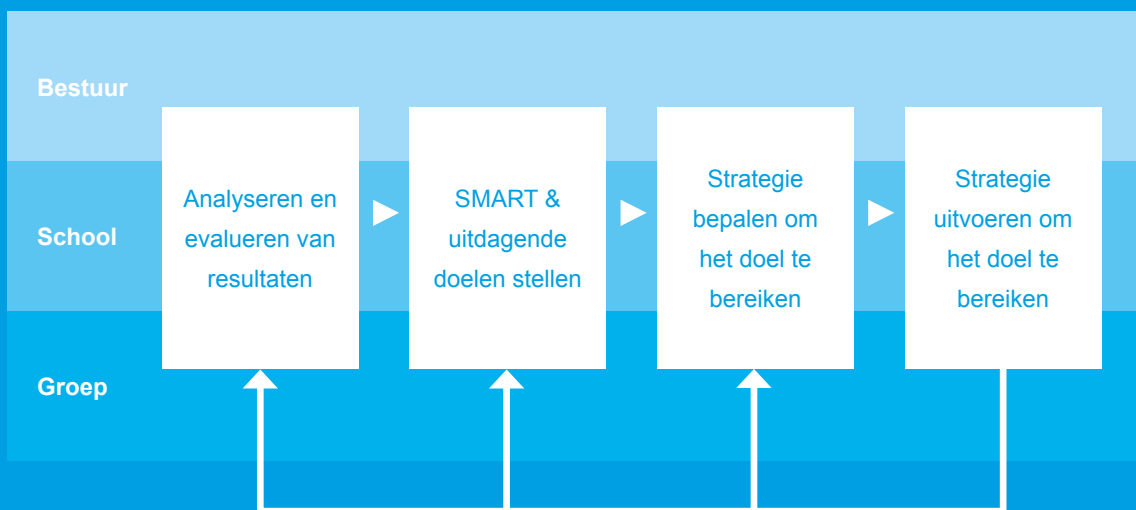 Bestuur
School
Groep
Analyseren en
evalueren van
resultaten
SMART &
uitdagende
doelen stellen
Strategie
bepalen om
het doel te
bereiken
Strategie
uitvoeren om
het doel te
bereiken